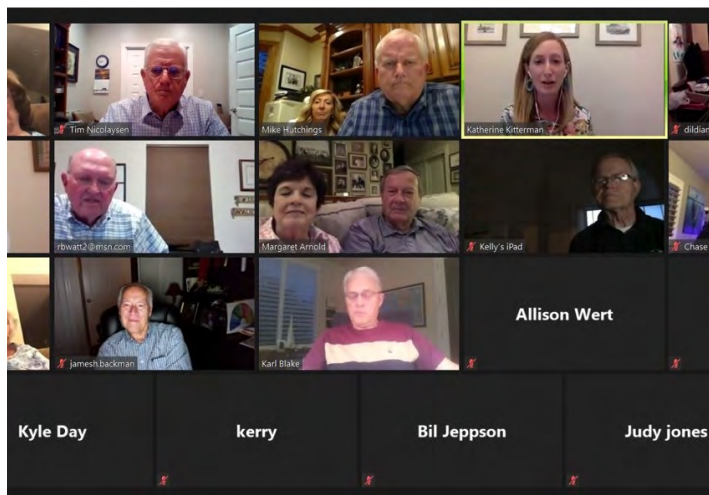 Tim Nicolaysen
Mike Hutchings
Katherine Kitterman
dildian
rbwatt2@msn.com
Margaret Arnold
Kelly's iPad
Chase
jamesh.backman
Karl Blake
Allison Wert
Kyle Day
kerry
Bil Jeppson
Judy jones